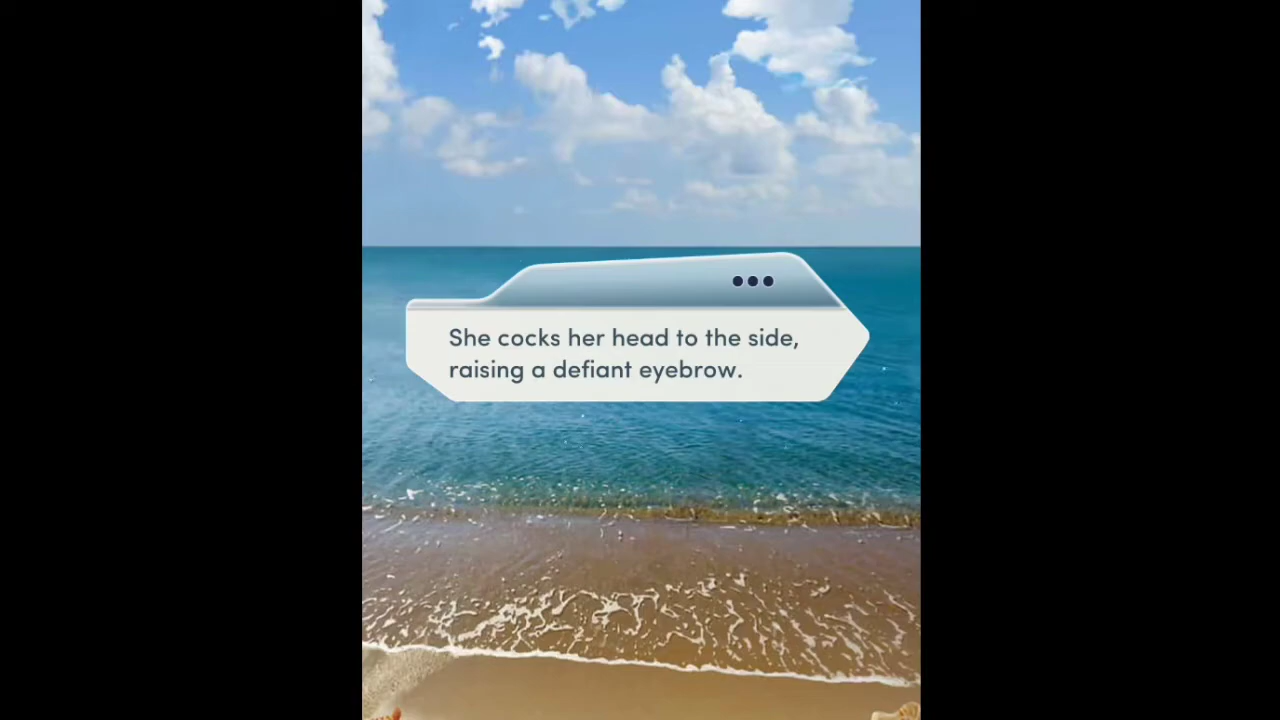 She cocks her head to the side,
raising a defiant eyebrow.